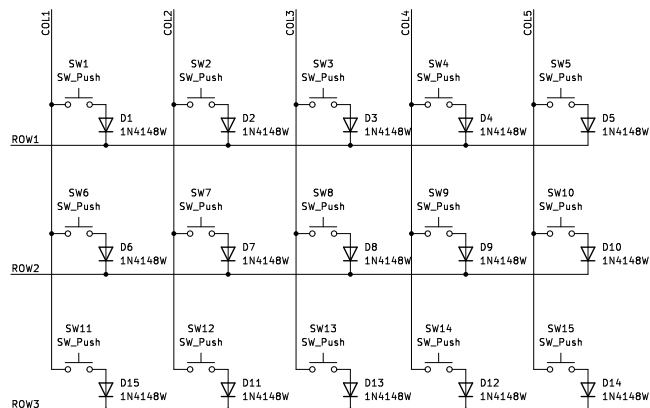 COL1
COL2
COL3
COL4
COL5
SW1
SW_Push
SW2
SW_Push
SW3
SW_Push
SW4
SW_Push
SW5
SW_Push
D1
1N4148W
D2
1N4148W
D3
1N4148W
D4
1N4148W
D5
1N4148W
ROW1
SW6
SW_Push
SW7
SW_Push
SW8
SW_Push
SW9
SW_Push
SW10
SW_Push
D6
1N4148W
D7
1N4148W
D8
1N4148W
D9
1N4148W
D10
1N4148W
ROW2
SW11
SW_Push
SW12
SW_Push
SW13
SW_Push
SW14
SW_Push
SW15
SW_Push
D15
1N4148W
D11
1N4148W
D13
1N4148W
D12
1N4148W
D14
1N4148W
ROW3